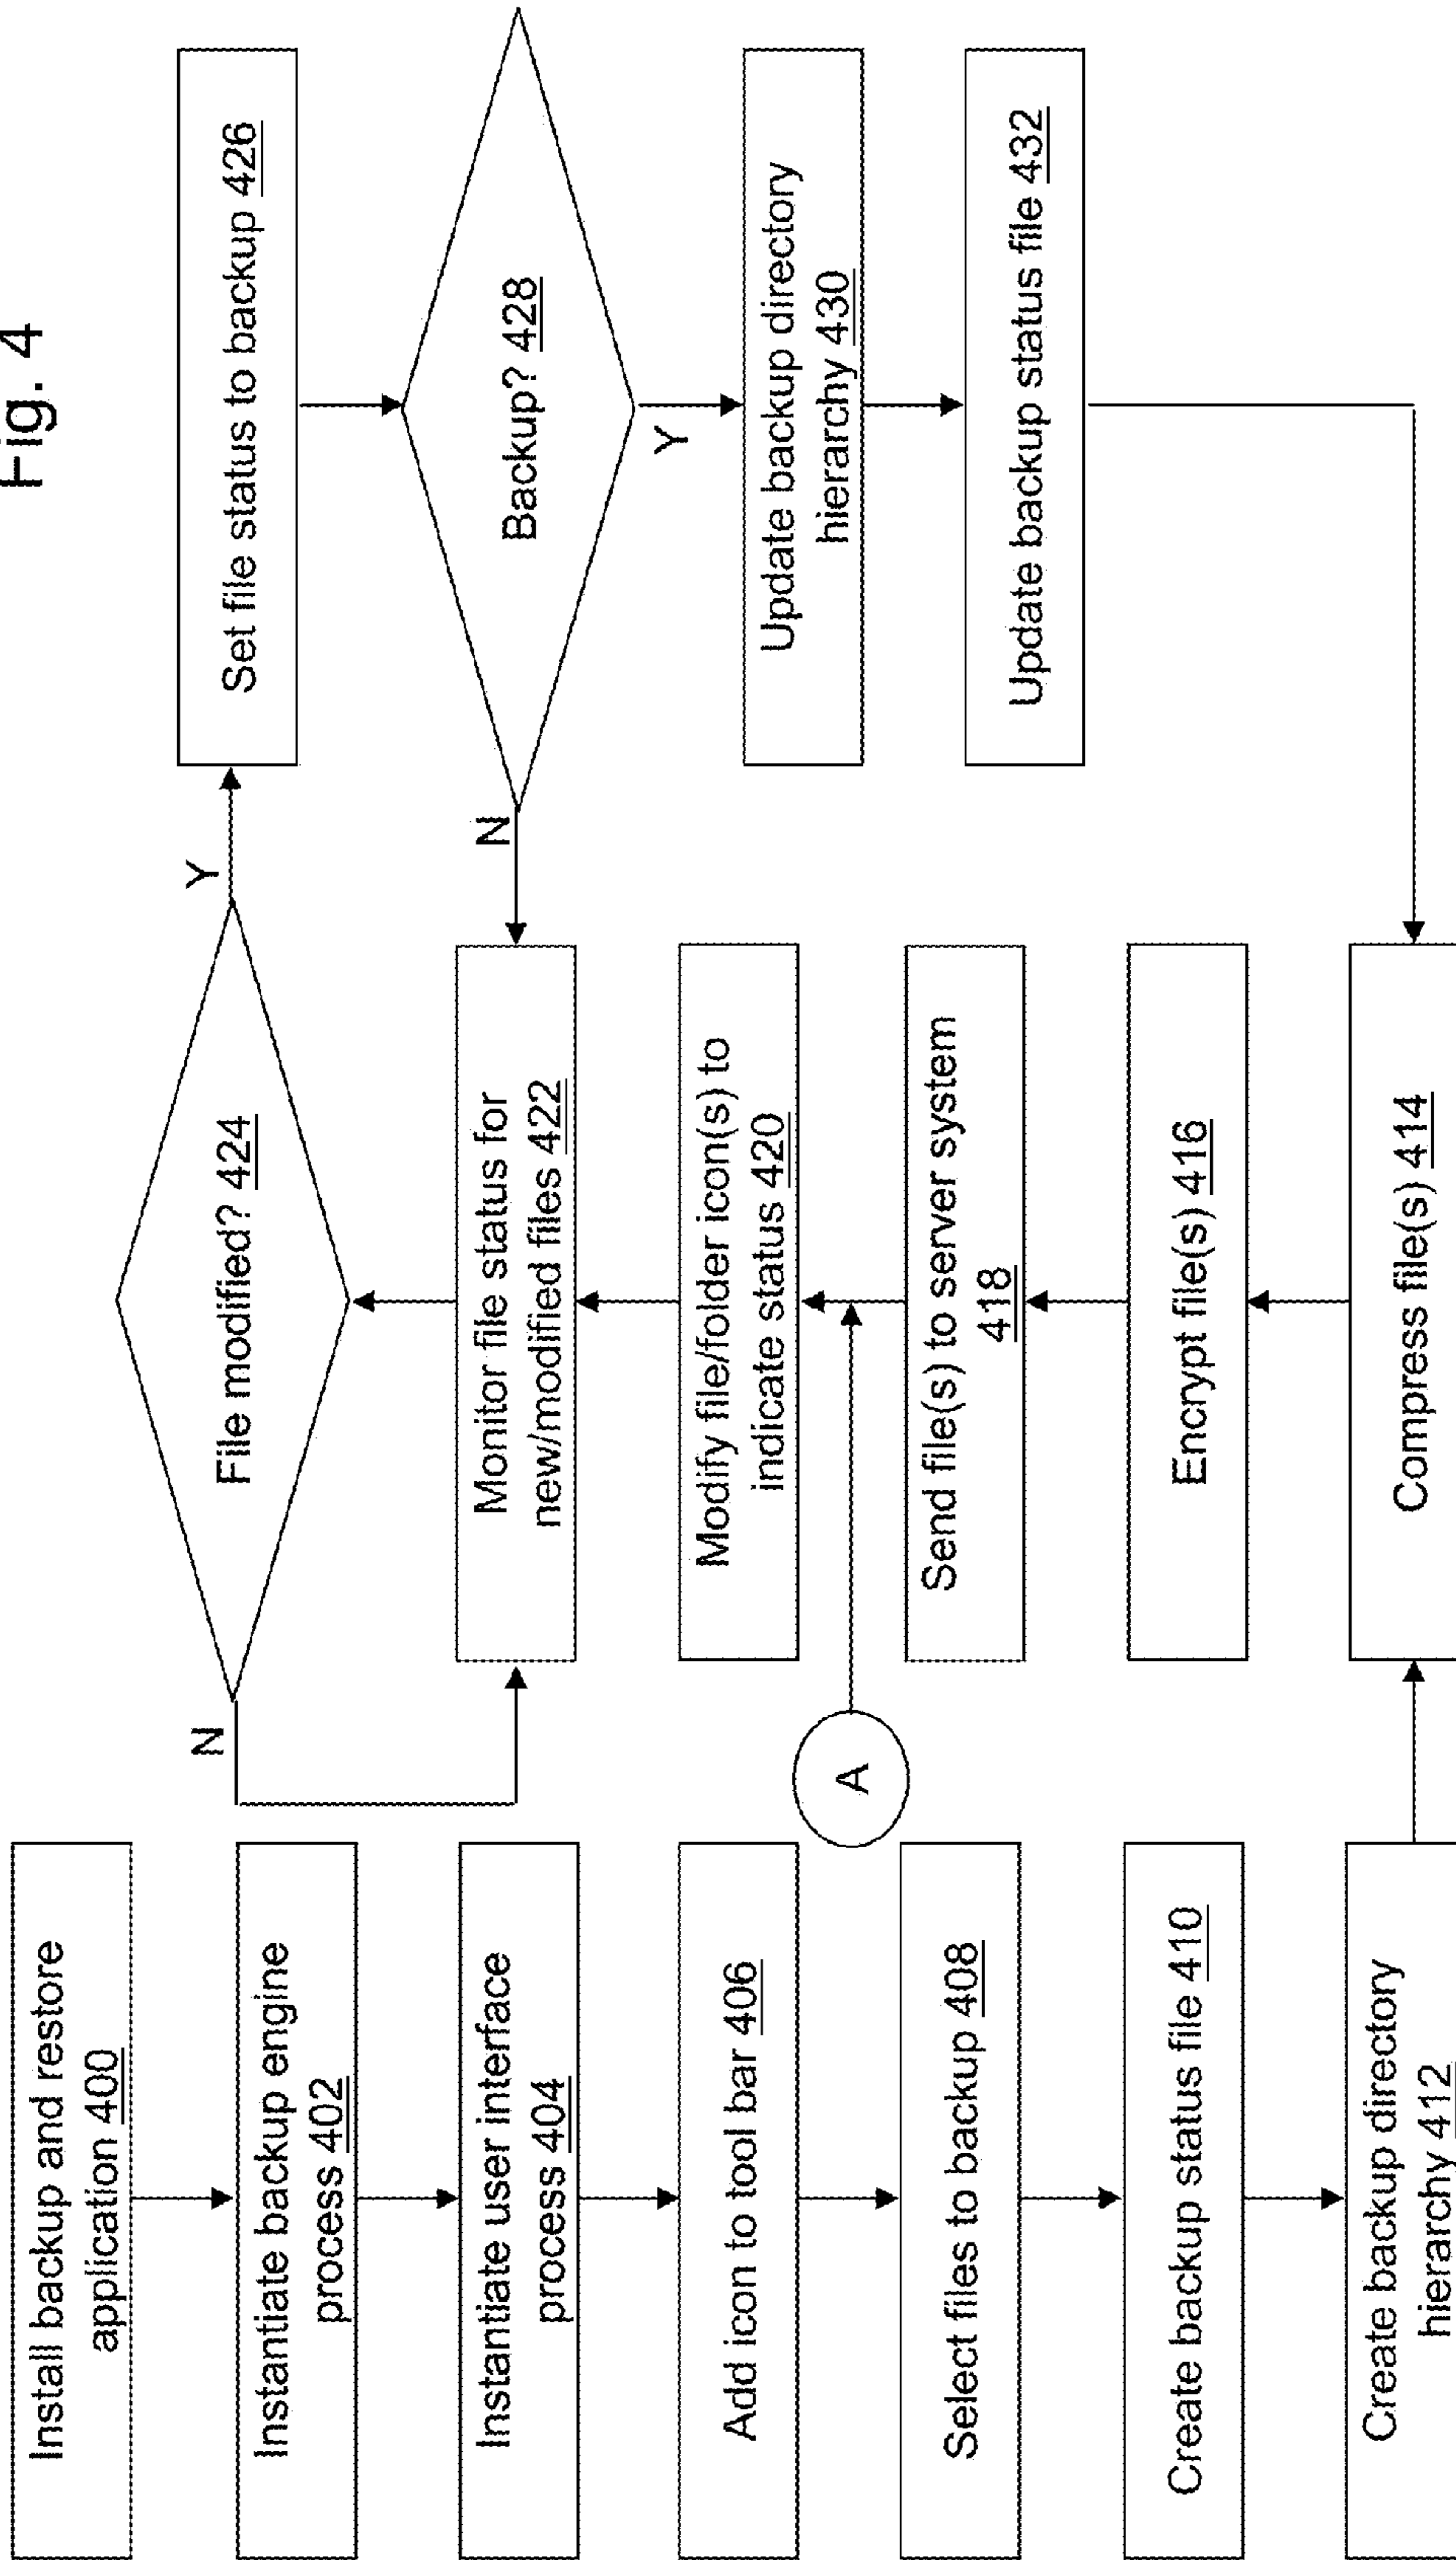 Fig. 4
Install backup and restore
application 400
Instantiate backup engine
process 402
Instantiate user interface
process 404
Add icon to tool bar 406
Select files to backup 408
Create backup status file 410
Create backup directory
hierarchy 412
N
File modified? 424
Y
Monitor file status for
new/modified files 422
Modify file/folder icon(s) to
indicate status 420
A
Send file(s) to server system
418
Encrypt file(s) 416
Compress file(s) 414
Set file status to backup 426
N
Backup? 428
Y
Update backup directory
hierarchy 430
Update backup status file 432